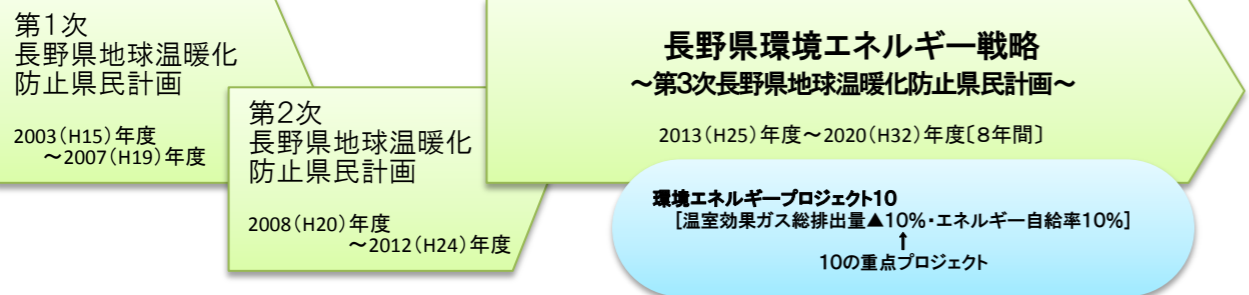 第1次
長野県地球温暖化
防止県民計画
2003(H15)年度
～2007(H19)年度
第2次
長野県地球温暖化
防止県民計画
2008(H20)年度
～2012(H24)年度
長野県環境エネルギー戦略
～第3次長野県地球温暖化防止県民計画～
2013(H25)年度～2020(H32)年度〔8年間〕
環境エネルギープロジェクト10
[温室効果ガス総排出量▲10%・エネルギー自給率10%]
↑
10の重点プロジェクト